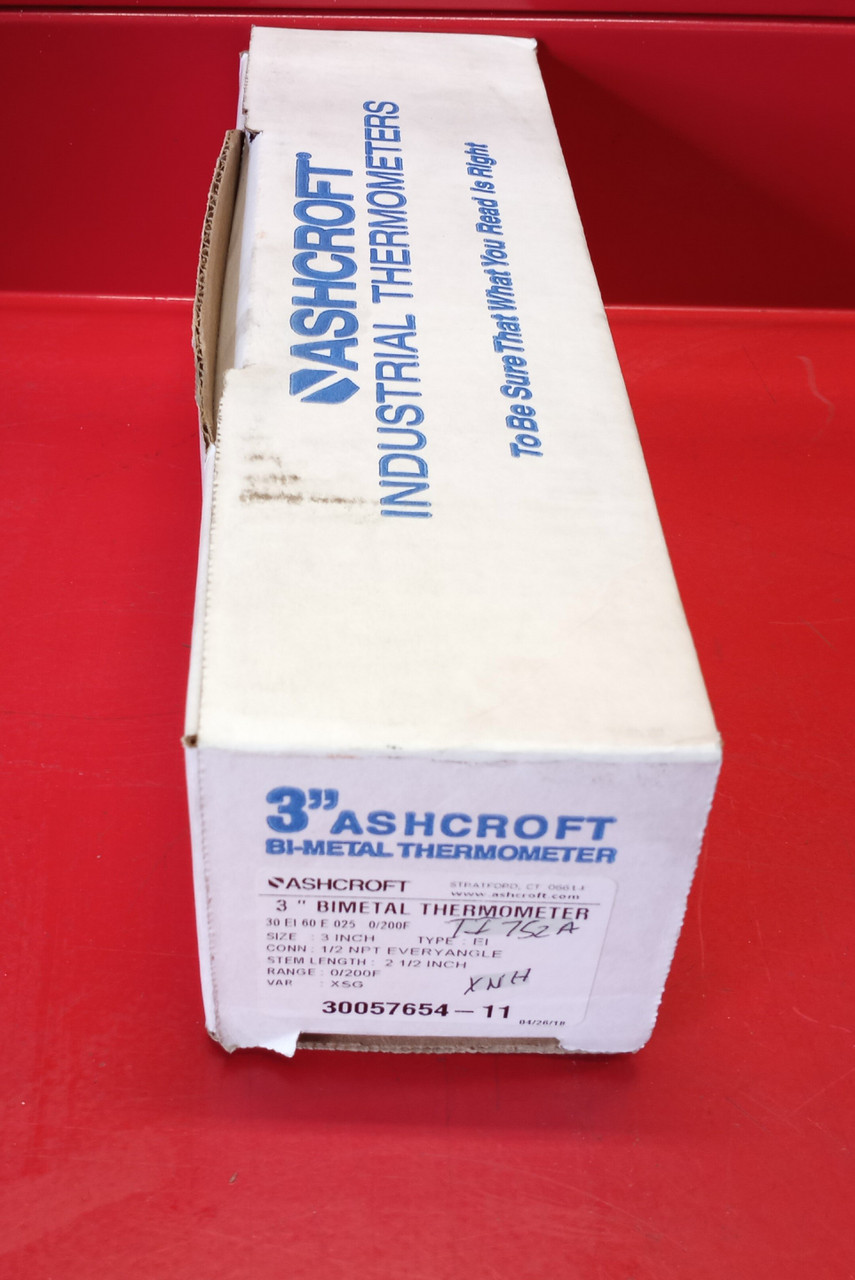 ASHCROFT®
INDUSTRIAL THERMOMETERS
To Be Sure That What You Read Is Right
3" ASHCROFT
BI-METAL THERMOMETER
ASHCROFT STRATFORD, CT
www.ashcroft.com
3 " BIMETAL THERMOMETER
30 EI 60 E 025 0/200F TI 752A
SIZE : 3 INCH TYPE : EI
CONN : 1/2 NPT EVERYANGLE
STEM LENGTH : 2 1/2 INCH
RANGE : 0/200F
VAR : XSG XNH
30057654-11
04/26/18